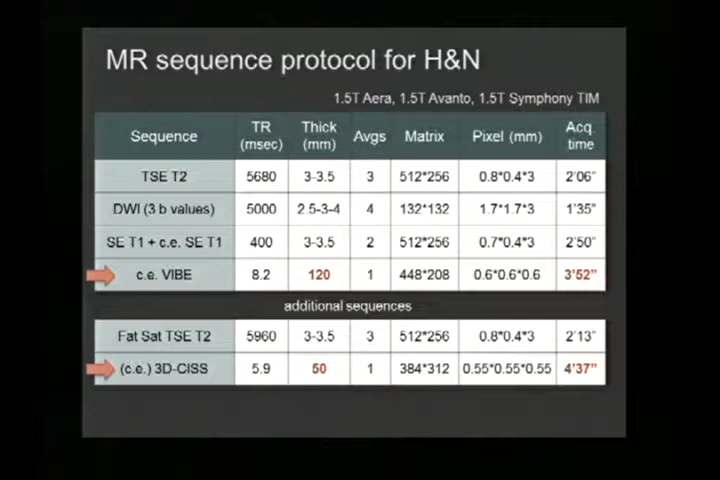 MR sequence protocol for H&N
1.5T Aera, 1.5T Avanto, 1.5T Symphony TIM
Sequence TR (msec) Thick (mm) Avgs Matrix Pixel (mm) Acq. time
TSE T2 5680 3-3.5 3 512*256 0.8*0.4*3 2'06"
DWI (3 b values) 5000 2.5-3-4 4 132*132 1.7*1.7*3 1'35"
SE T1 + c.e. SE T1 400 3-3.5 2 512*256 0.7*0.4*3 2'50"
c.e. VIBE 8.2 120 1 448*208 0.6*0.6*0.6 3'52"
additional sequences
Fat Sat TSE T2 5960 3-3.5 3 512*256 0.8*0.4*3 2'13"
(c.e.) 3D-CISS 5.9 50 1 384*312 0.55*0.55*0.55 4'37"